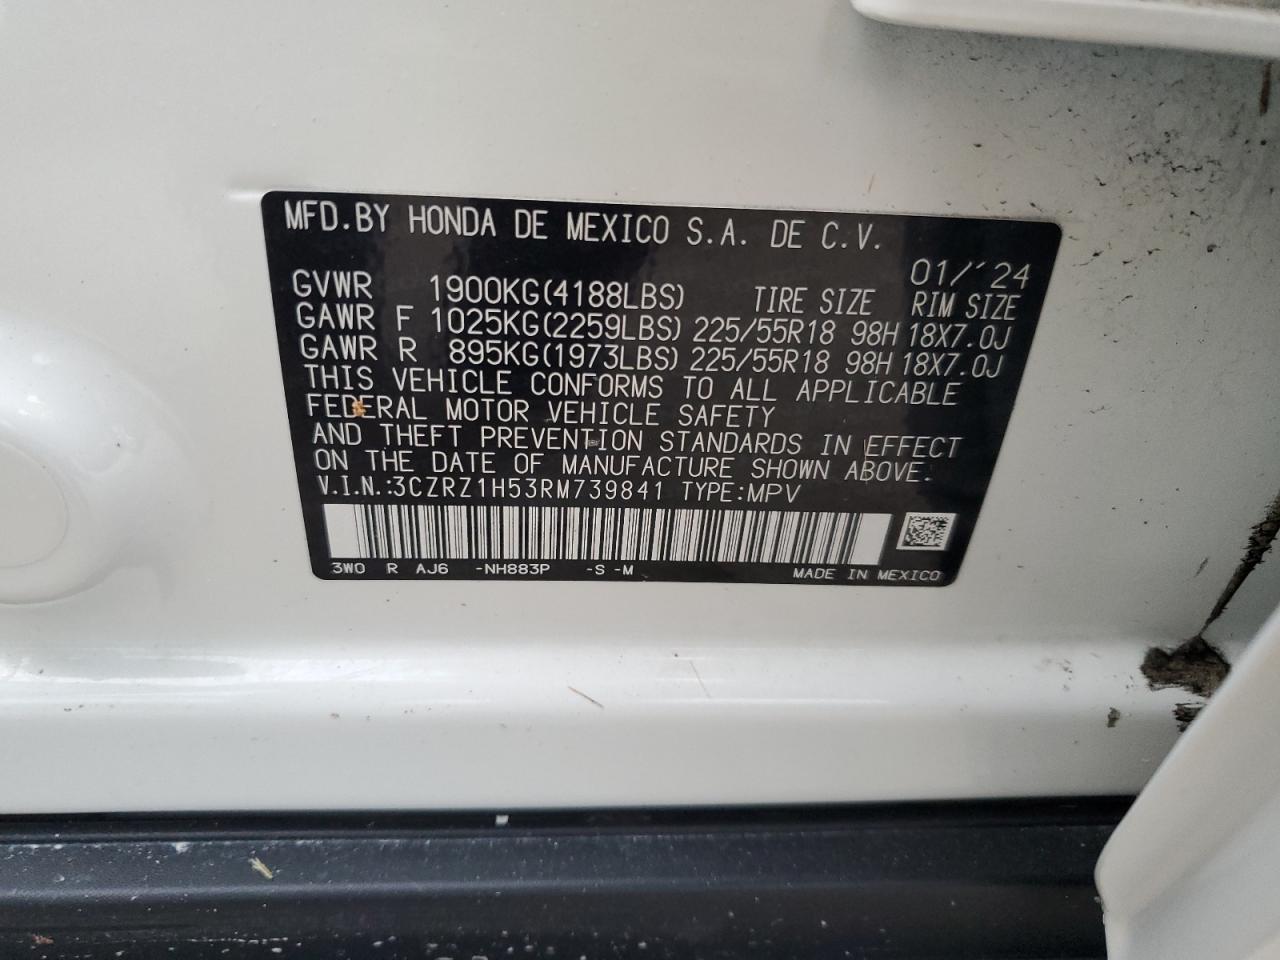 MFD.BY HONDA DE MEXICO S.A. DE C.V.
01/'24
GVWR 1900KG(4188LBS) TIRE SIZE RIM SIZE
GAWR F 1025KG(2259LBS) 225/55R18 98H 18X7.0J
GAWR R 895KG(1973LBS) 225/55R18 98H 18X7.0J
THIS VEHICLE CONFORMS TO ALL APPLICABLE
FEDERAL MOTOR VEHICLE SAFETY
AND THEFT PREVENTION STANDARDS IN EFFECT
ON THE DATE OF MANUFACTURE SHOWN ABOVE.
V.I.N.:3CZRZ1H53RM739841 TYPE:MPV
3W0 R AJ6 -NH883P -S -M MADE IN MEXICO